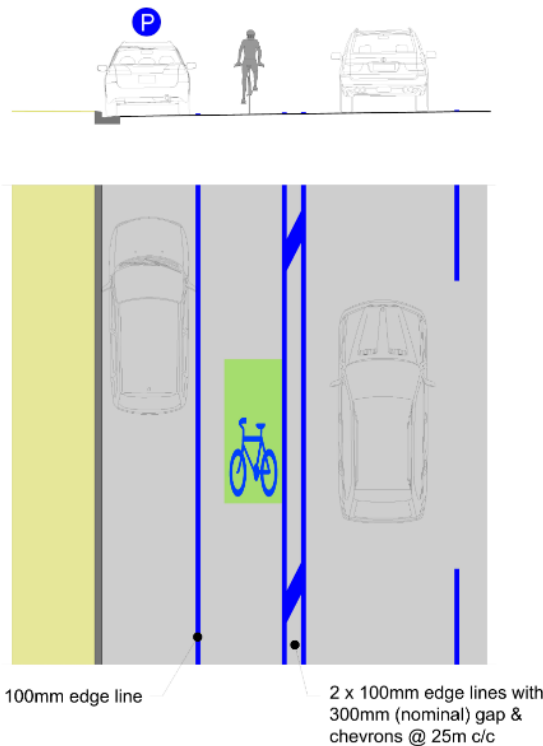 P
100mm edge line
2 x 100mm edge lines with
300mm (nominal) gap &
chevrons @ 25m c/c